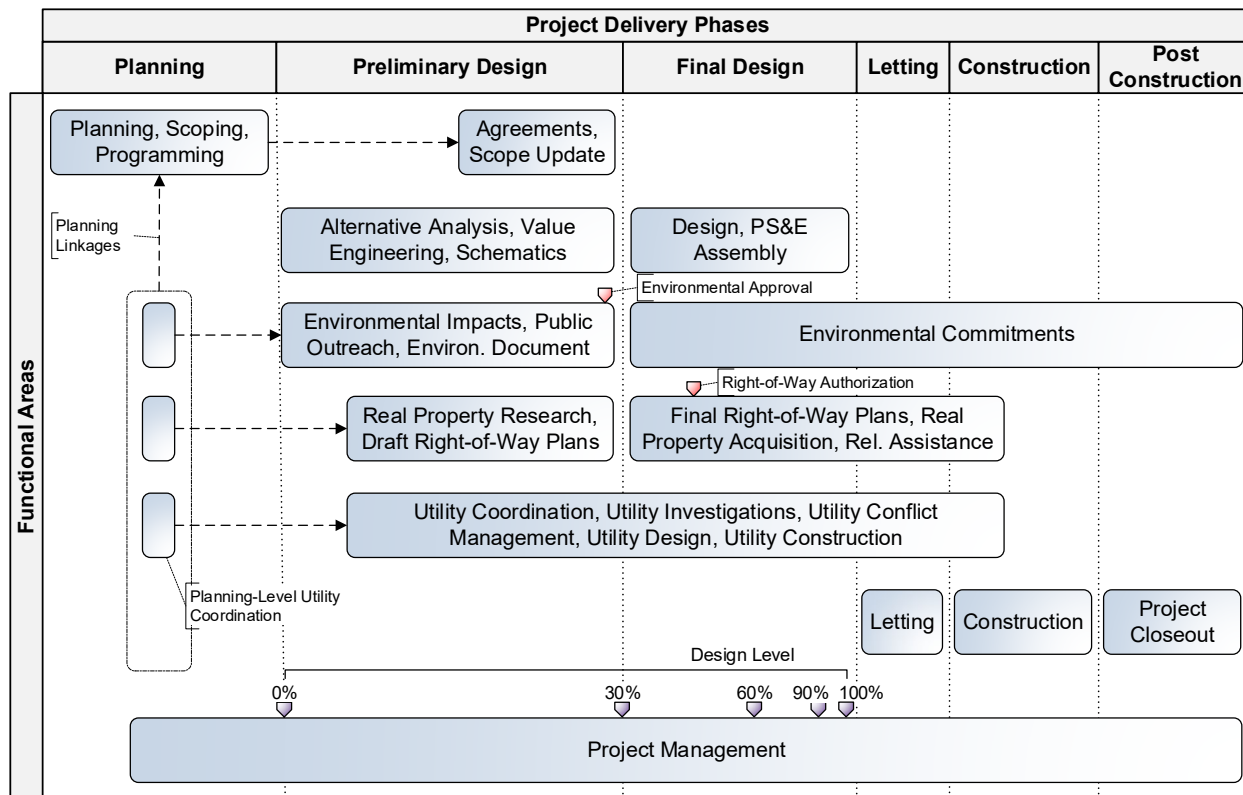 Project Delivery Phases
Planning
Preliminary Design
Final Design
Letting
Construction
Post
Construction
Functional Areas
Planning, Scoping,
Programming
Agreements,
Scope Update
Planning
Linkages
Alternative Analysis, Value
Engineering, Schematics
Design, PS&E
Assembly
Environmental Approval
Environmental Impacts, Public
Outreach, Environ. Document
Environmental Commitments
Right-of-Way Authorization
Real Property Research,
Draft Right-of-Way Plans
Final Right-of-Way Plans, Real
Property Acquisition, Rel. Assistance
Utility Coordination, Utility Investigations, Utility Conflict
Management, Utility Design, Utility Construction
Planning-Level Utility
Coordination
Letting
Construction
Project
Closeout
Design Level
0%
30%
60%
90%
100%
Project Management